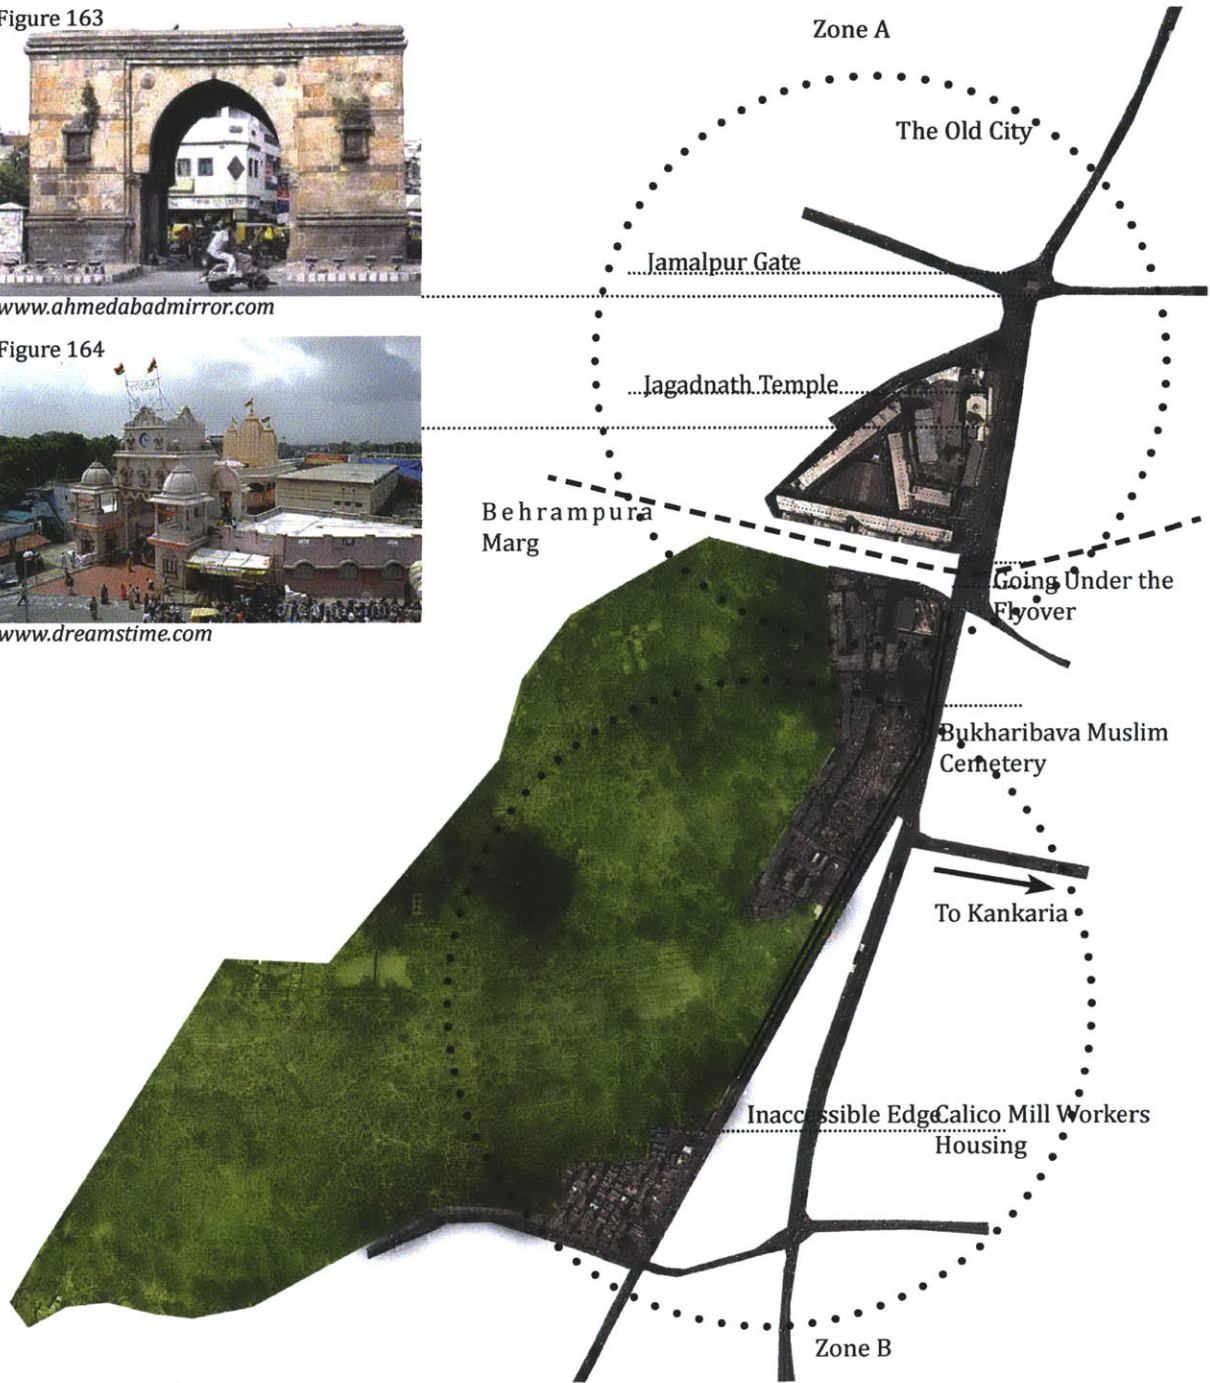 Figure 163
Zone A
The Old City
Jamalpur Gate
www.ahmedabadmirror.com
Figure 164
Jagadnath Temple
Behrampura
Marg
Going Under the
Flyover
www.dreamstime.com
Bukharibava Muslim
Cemetery
To Kankaria
Inaccessible Edge
Calico Mill Workers
Housing
Zone B